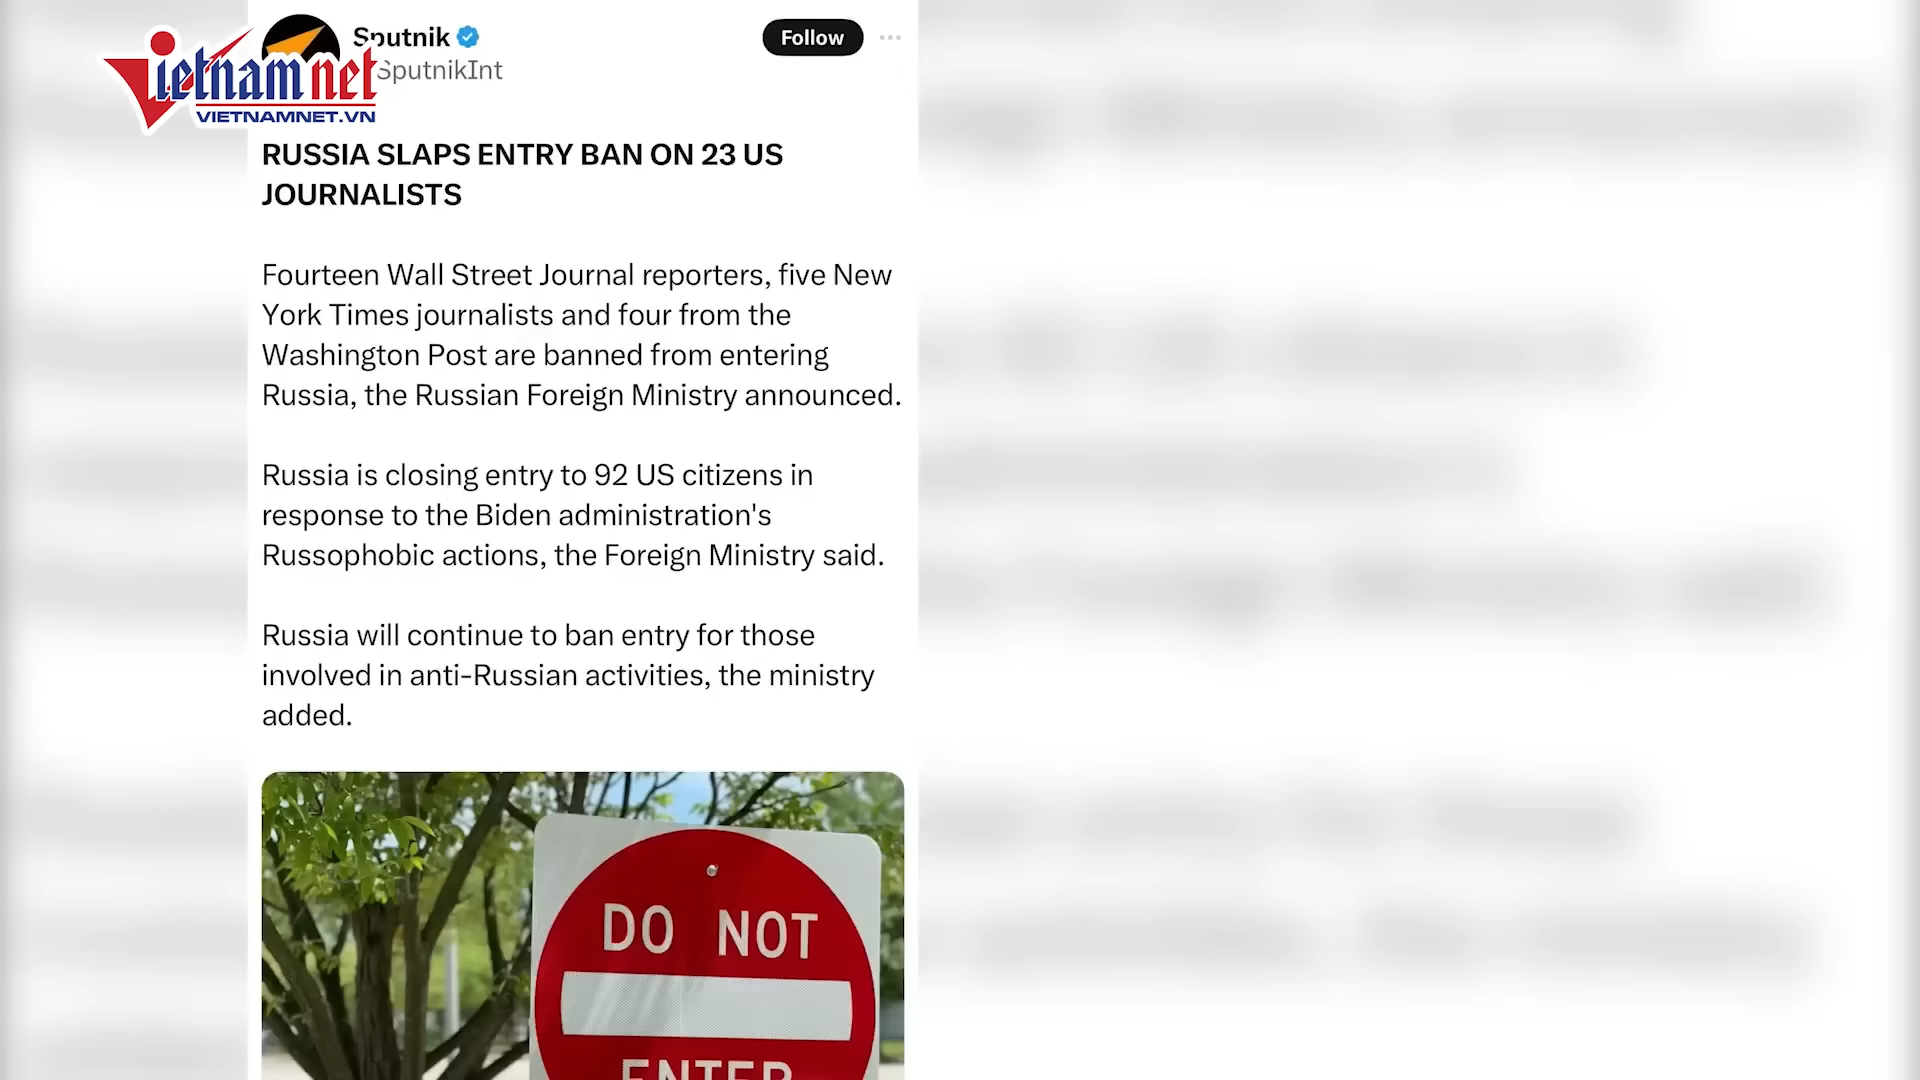 Sputnik
Follow
SputnikInt
Vietnamnet
VIETNAMNET.VN
RUSSIA SLAPS ENTRY BAN ON 23 US
JOURNALISTS
Fourteen Wall Street Journal reporters, five New
York Times journalists and four from the
Washington Post are banned from entering
Russia, the Russian Foreign Ministry announced.
Russia is closing entry to 92 US citizens in
response to the Biden administration's
Russophobic actions, the Foreign Ministry said.
Russia will continue to ban entry for those
involved in anti-Russian activities, the ministry
added.
DO NOT
ENTER